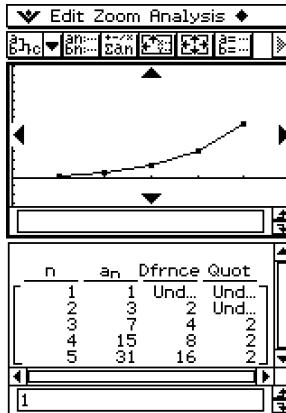 Edit Zoom Analysis
n an Dfrnce Quot
1 1 Und... Und...
2 3 2 Und...
3 7 4 2
4 15 8 2
5 31 16 2
1